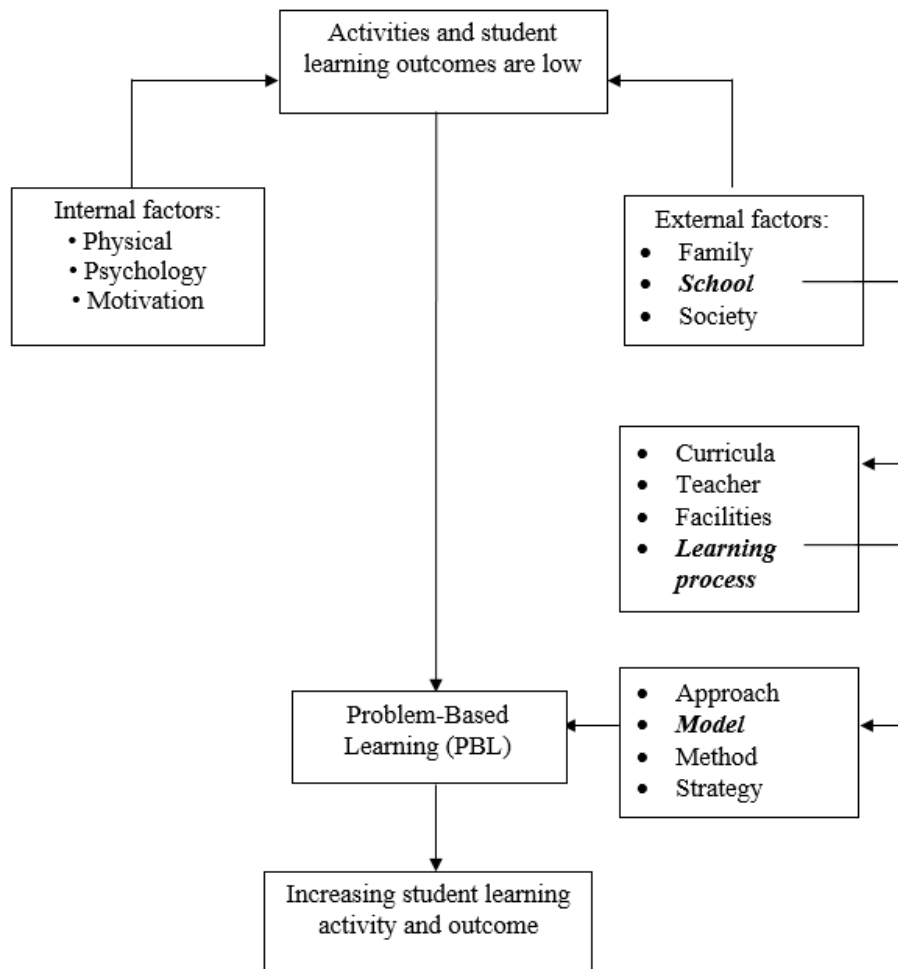 Activities and student
learning outcomes are low
Internal factors:
• Physical
• Psychology
• Motivation
External factors:
• Family
• School
• Society
• Curricula
• Teacher
• Facilities
• Learning
process
• Approach
• Model
• Method
• Strategy
Problem-Based
Learning (PBL)
Increasing student learning
activity and outcome